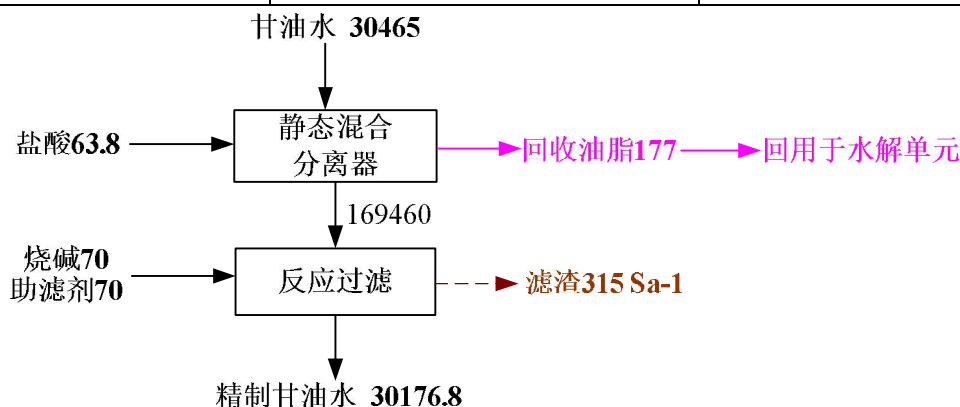 甘油水 30465
盐酸63.8
静态混合
分离器
回收油脂177
回用于水解单元
169460
烧碱70
助滤剂70
反应过滤
滤渣315 Sa-1
精制甘油水 30176.8